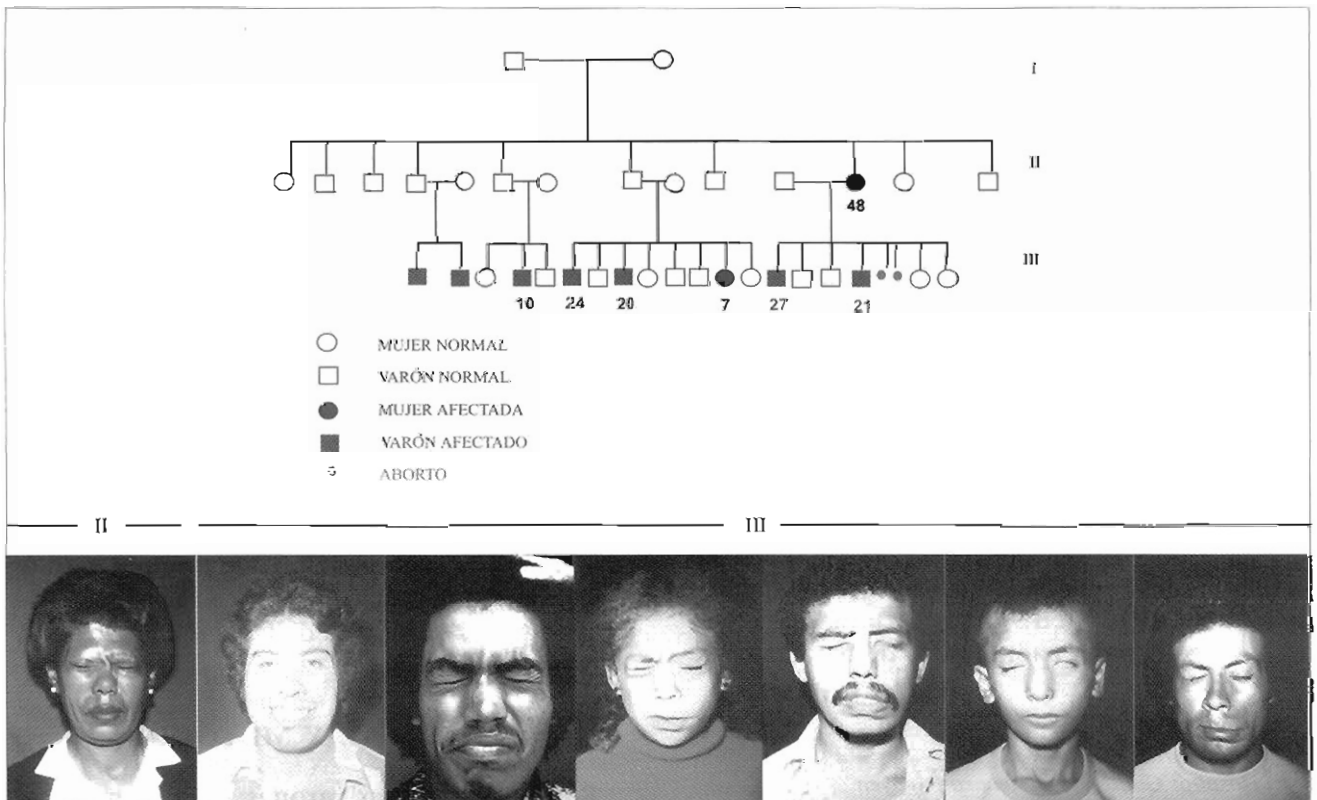 I
II
48
III
10 24 20 7 27 21
MUJER NORMAL
VARÓN NORMAL
MUJER AFECTADA
VARÓN AFECTADO
ABORTO
II III